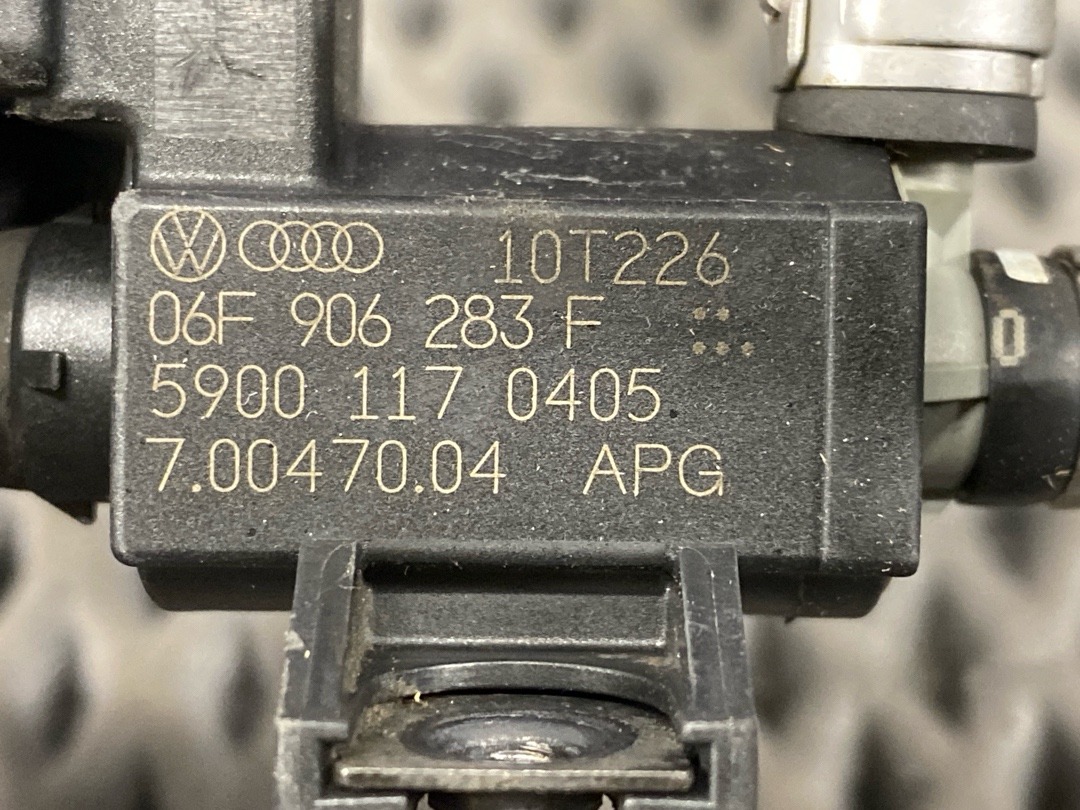 10T226
06F 906 283 F
5900 117 0405
7.00470.04 APG